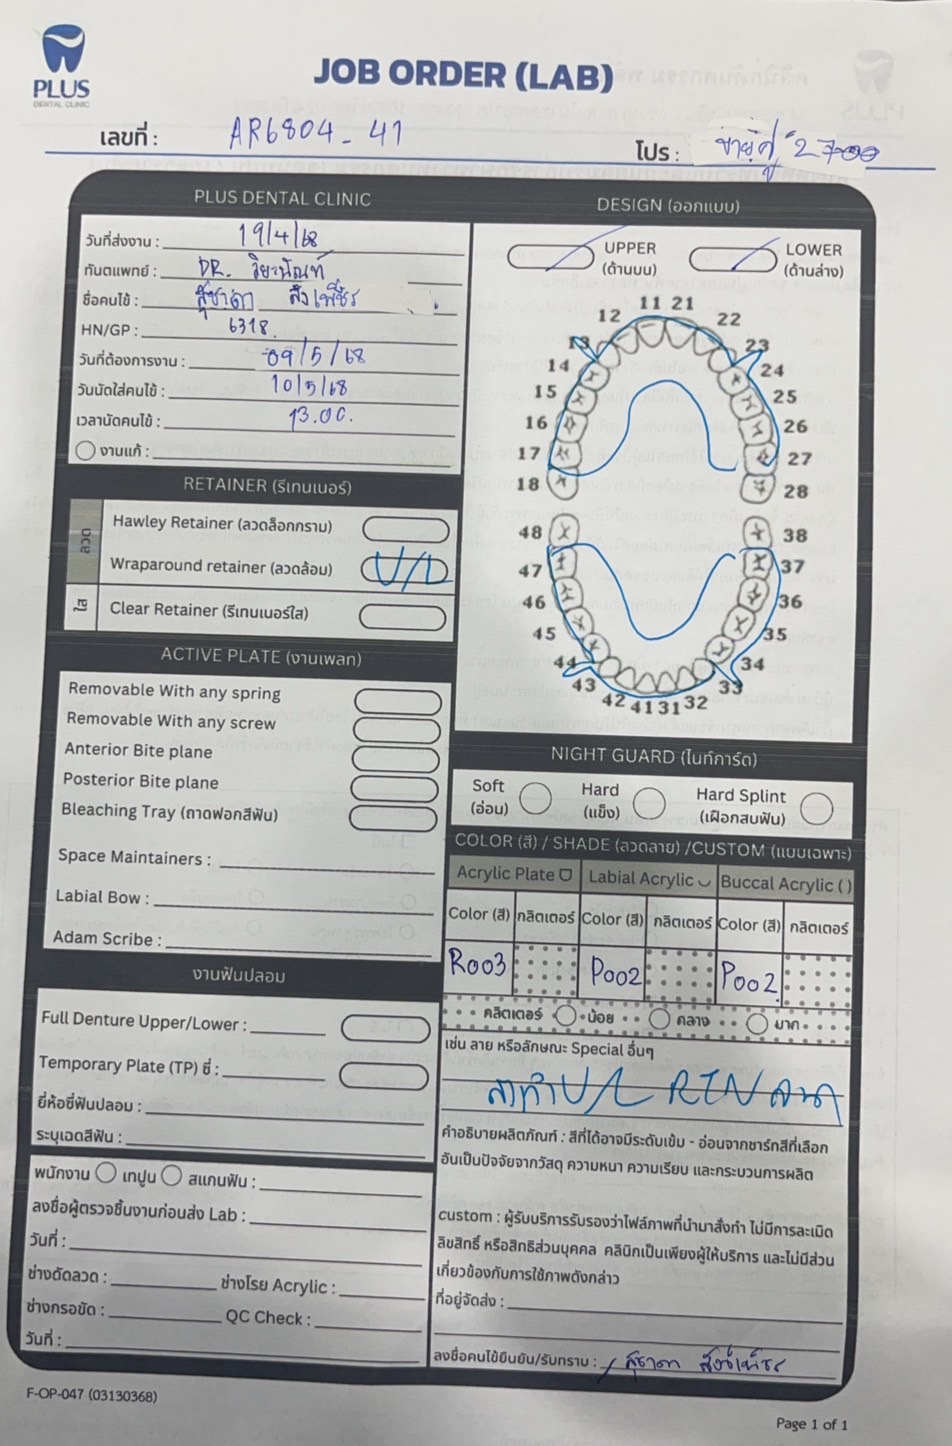 PLUS
DENTAL CLINIC
JOB ORDER (LAB)
เลขที่ : AR6804-41
โปร : 2700
PLUS DENTAL CLINIC
วันที่ส่งงาน : 19/4/68
ทันตแพทย์ : DR.
ชื่อคนไข้ : สุชาดา
HN/GP : 6318
วันที่ต้องการงาน : 09/5/68
วันนัดใส่คนไข้ : 10/5/68
เวลานัดคนไข้ : 13.00
งานแก้ :
RETAINER (รีเทนเนอร์)
ลวด
Hawley Retainer (ลวดล็อกกราม)
Wraparound retainer (ลวดล้อม) U/L
ใส
Clear Retainer (รีเทนเนอร์ใส)
ACTIVE PLATE (งานเพลท)
Removable With any spring
Removable With any screw
Anterior Bite plane
Posterior Bite plane
Bleaching Tray (ถาดฟอกสีฟัน)
Space Maintainers :
Labial Bow :
Adam Scribe :
งานฟันปลอม
Full Denture Upper/Lower :
Temporary Plate (TP) ซี่ :
ยี่ห้อซี่ฟันปลอม :
ระบุเฉดสีฟัน :
พนักงาน เทปูน สแกนฟัน :
ลงชื่อผู้ตรวจชิ้นงานก่อนส่ง Lab :
วันที่ :
ช่างดัดลวด : ช่างโรย Acrylic :
ช่างกรอขัด : QC Check :
วันที่ :
DESIGN (ออกแบบ)
UPPER
(ด้านบน)
LOWER
(ด้านล่าง)
11 21
12 22
13 23
14 24
15 25
16 26
17 27
18 28
48 38
47 37
46 36
45 35
44 34
43 33
42 41 31 32
NIGHT GUARD (ไนท์การ์ด)
Soft
(อ่อน)
Hard
(แข็ง)
Hard Splint
(เฝือกสบฟัน)
COLOR (สี) / SHADE (ลวดลาย) /CUSTOM (แบบเฉพาะ)
Acrylic Plate Labial Acrylic Buccal Acrylic ( )
Color (สี) กลิตเตอร์ Color (สี) กลิตเตอร์ Color (สี) กลิตเตอร์
R003 P002 P002
คลิตเตอร์ น้อย กลาง มาก
เช่น ลาย หรือลักษณะ Special อื่นๆ
U/L RTN
คำอธิบายผลิตภัณฑ์ : สีที่ได้อาจมีระดับเข้ม - อ่อนจากชาร์ทสีที่เลือก
อันเป็นปัจจัยจากวัสดุ ความหนา ความเรียบ และกระบวนการผลิต
custom : ผู้รับบริการรับรองว่าไฟล์ภาพที่นำมาสั่งทำ ไม่มีการละเมิด
ลิขสิทธิ์ หรือสิทธิส่วนบุคคล คลินิกเป็นเพียงผู้ให้บริการ และไม่มีส่วน
เกี่ยวข้องกับการใช้ภาพดังกล่าว
ที่อยู่จัดส่ง :
ลงชื่อคนไข้ยืนยัน/รับทราบ : สุชาดา
F-OP-047 (03130368)
Page 1 of 1